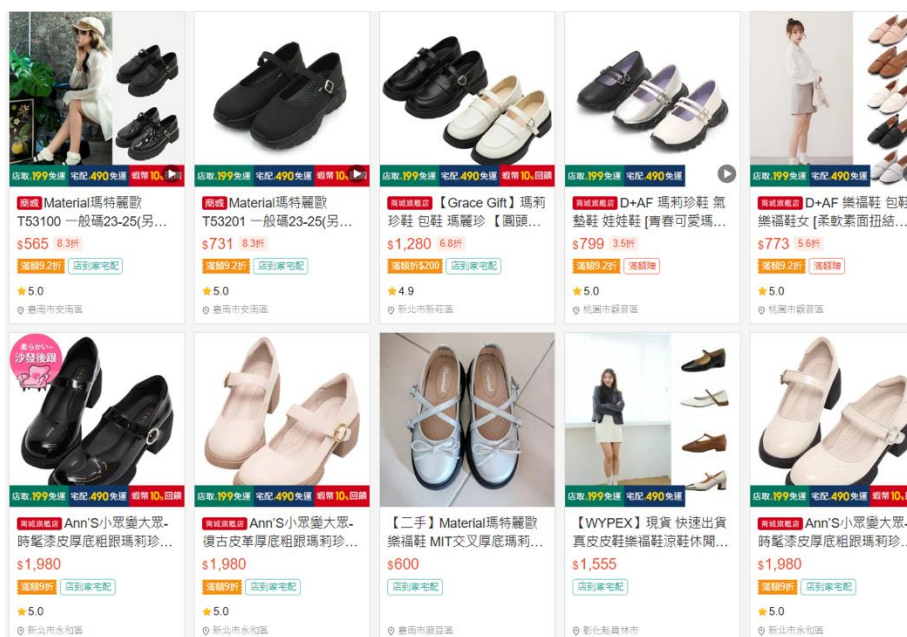 店取.199免運 宅配.490免運 蝦幣10%回饋
商城 Material瑪特麗歐
T53100 一般碼23-25(另...
$565 8.3折
滿額9.2折 店到家宅配
5.0
臺南市安南區
店取.199免運 宅配.490免運 蝦幣10%
商城 Material瑪特麗歐
T53201 一般碼23-25(另...
$731 8.3折
滿額9.2折 店到家宅配
5.0
臺南市安南區
店取.199免運 宅配.490免運 蝦幣10%回饋
商城旗艦店 【Grace Gift】瑪莉
珍鞋 包鞋 瑪麗珍 【圓頭...
$1,280 6.8折
滿額折$200 店到家宅配
4.9
新北市新莊區
店取.199免運 宅配.490免運
商城旗艦店 D+AF 瑪莉珍鞋 氣
墊鞋 娃娃鞋 [青春可愛瑪...
$799 3.5折
滿額9.2折 滿額贈
5.0
桃園市觀音區
店取.199免運 宅配.490免運
商城旗艦店 D+AF 樂福鞋 包鞋
樂福鞋女 [柔軟素面扭結...
$773 5.6折
滿額9.2折 滿額贈
5.0
桃園市觀音區
柔らかい~
沙發後跟
店取.199免運 宅配.490免運 蝦幣10%回饋
商城旗艦店 Ann'S小眾變大眾-
時髦漆皮厚底粗跟瑪莉珍...
$1,980
滿額9折 店到家宅配
5.0
新北市永和區
店取.199免運 宅配.490免運 蝦幣10%回饋
商城旗艦店 Ann'S小眾變大眾-
復古皮革厚底粗跟瑪莉珍...
$1,980
滿額9折 店到家宅配
5.0
新北市永和區
【二手】Material瑪特麗歐
樂福鞋 MIT交叉厚底瑪莉...
$600
店到家宅配
臺南市麻豆區
店取.199免運 宅配.490免運
【WYPEX】現貨 快速出貨
真皮皮鞋樂福鞋涼鞋休閒...
$1,555
店到家宅配
彰化縣員林市
店取.199免運 宅配.490免運 蝦幣10%
商城旗艦店 Ann'S小眾變大眾-
時髦漆皮厚底粗跟瑪莉珍...
$1,980
滿額9折 店到家宅配
5.0
新北市永和區